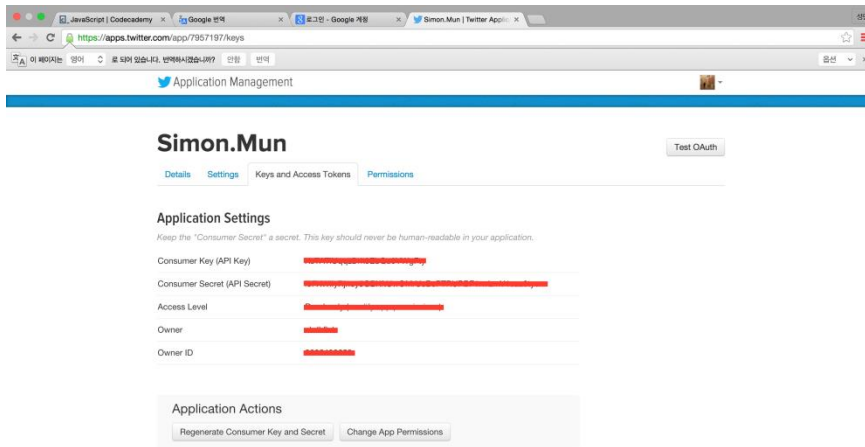 JavaScript | Codecademy
Google 번역
로그인 - Google 계정
Simon.Mun | Twitter Applic
https://apps.twitter.com/app/7957197/keys
이 페이지는 영어 로 되어 있습니다. 번역하시겠습니까? 안함 번역 옵션
Application Management
Simon.Mun
Test OAuth
Details Settings Keys and Access Tokens Permissions
Application Settings
Keep the "Consumer Secret" a secret. This key should never be human-readable in your application.
Consumer Key (API Key)
Consumer Secret (API Secret)
Access Level
Owner
Owner ID
Application Actions
Regenerate Consumer Key and Secret Change App Permissions